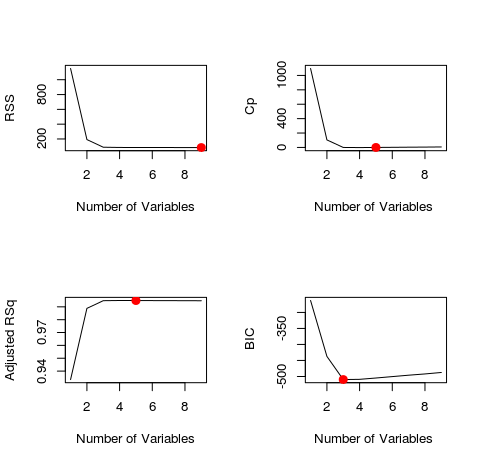 RSS
200
800
2 4 6 8
Number of Variables
Cp
0
400
1000
2 4 6 8
Number of Variables
Adjusted RSq
0.94
0.97
2 4 6 8
Number of Variables
BIC
-500
-350
2 4 6 8
Number of Variables